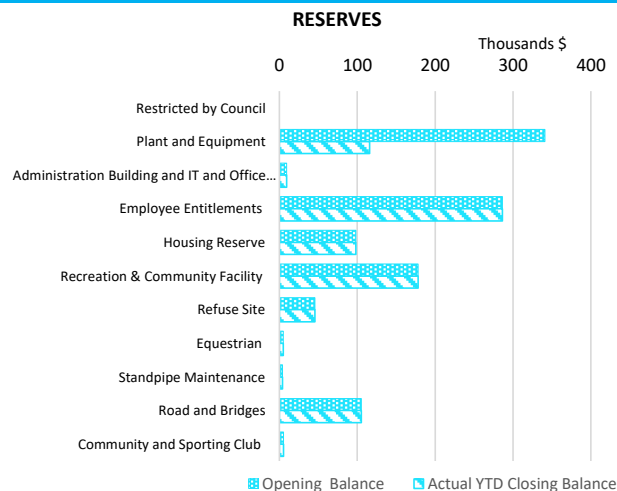 RESERVES
Thousands $
0 100 200 300 400
Restricted by Council
Plant and Equipment
Administration Building and IT and Office...
Employee Entitlements
Housing Reserve
Recreation & Community Facility
Refuse Site
Equestrian
Standpipe Maintenance
Road and Bridges
Community and Sporting Club
Opening Balance Actual YTD Closing Balance